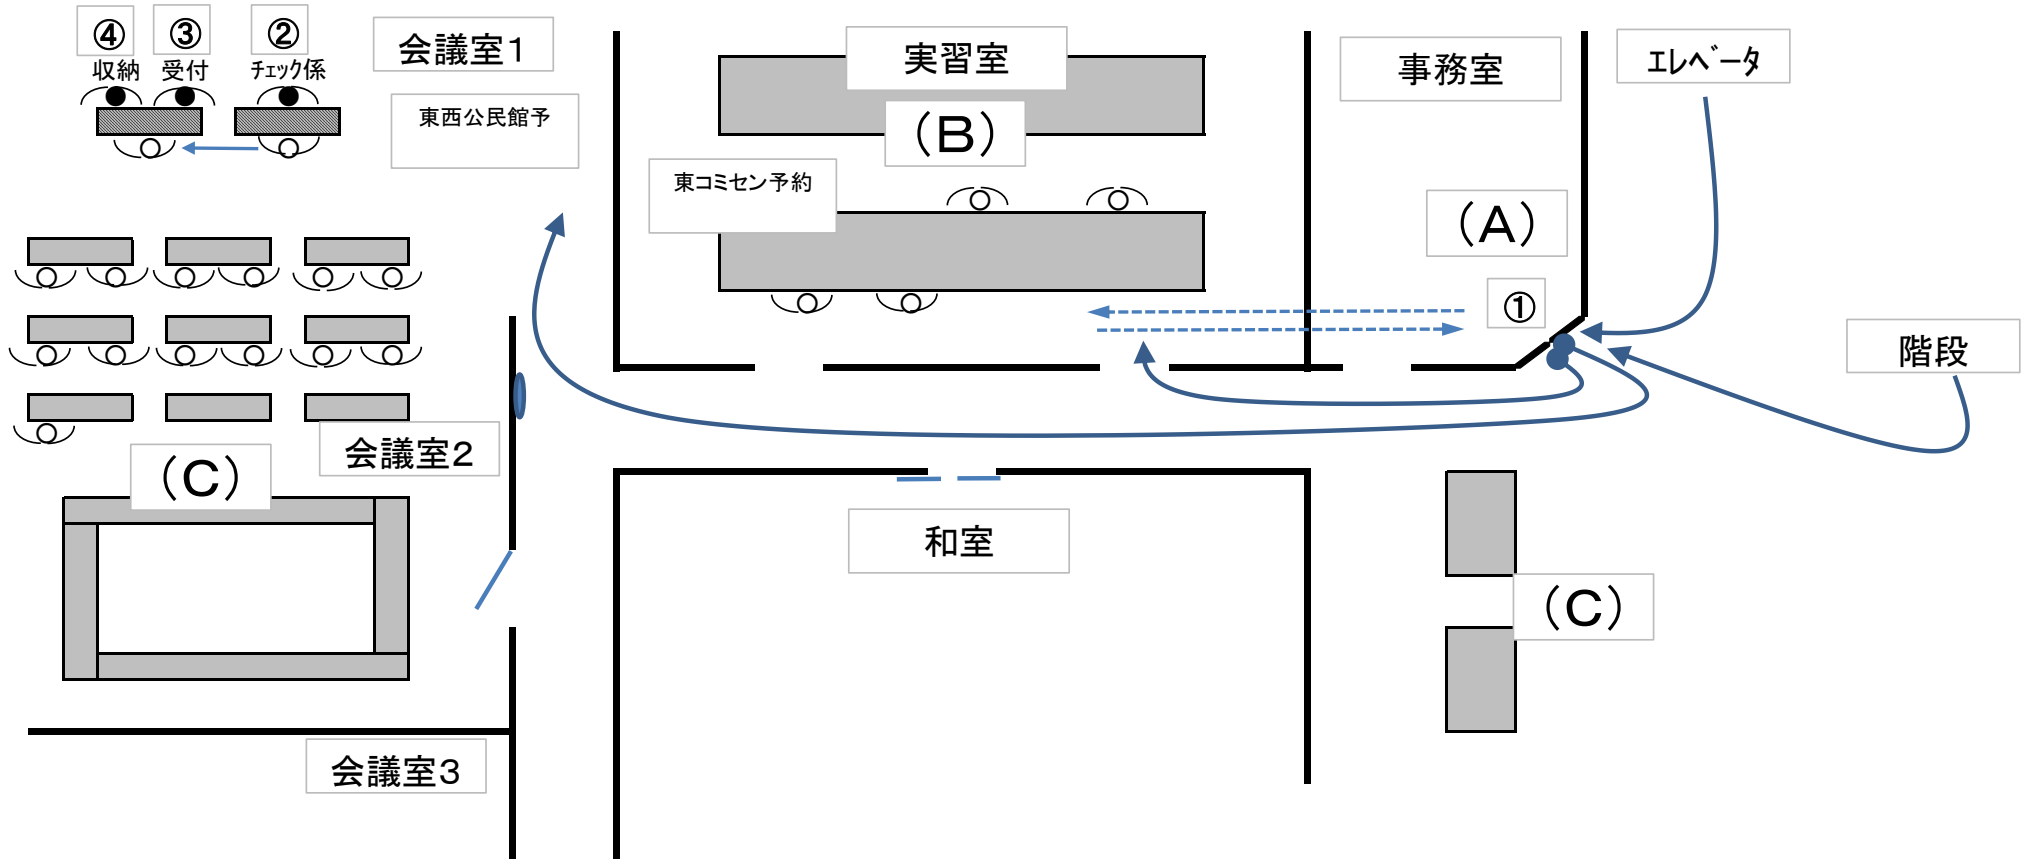 ④
③
②
収納
受付
ﾁｪｯｸ係
会議室１
東西公民館予
実習室
（B）
東コミセン予約
事務室
（A）
①
ｴﾚﾍﾞｰﾀ
階段
会議室２
（C）
和室
（C）
会議室３